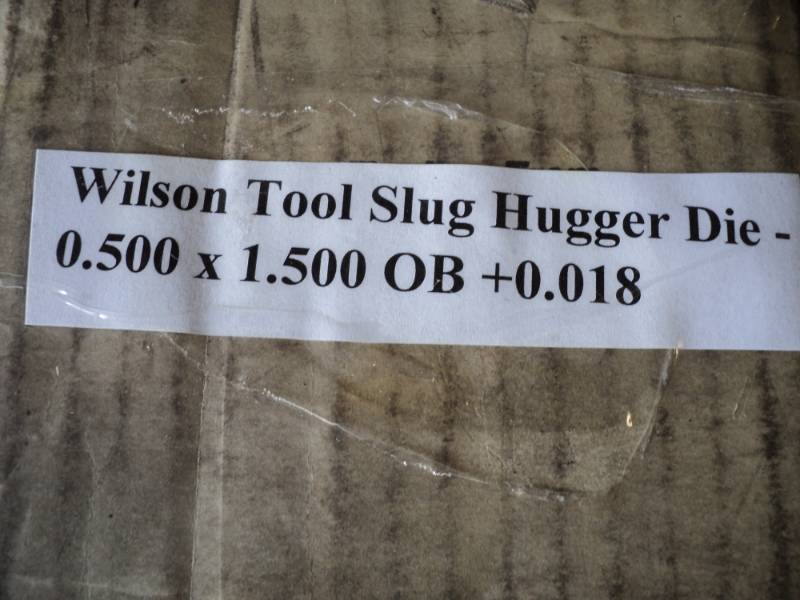 Wilson Tool Slug Hugger Die -
0.500 x 1.500 OB +0.018